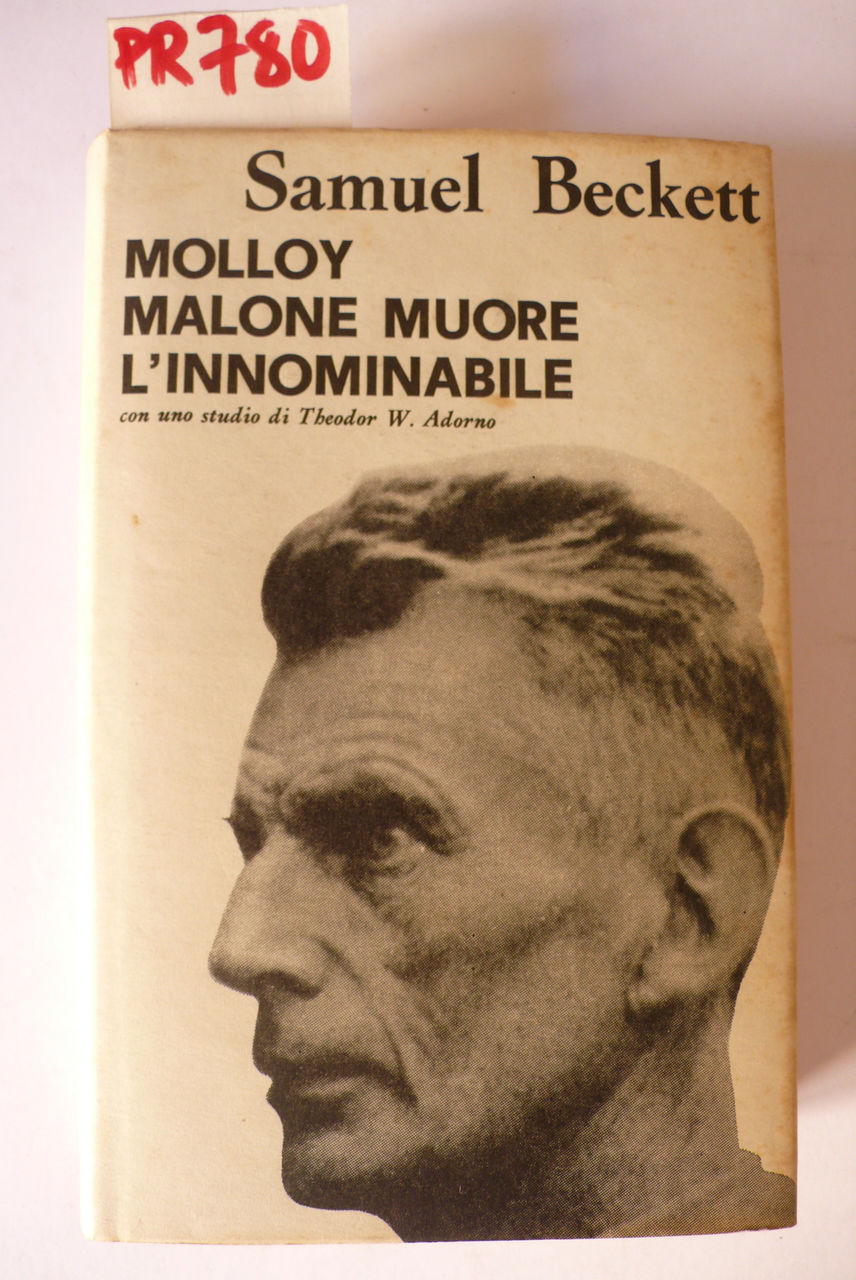 PR780
Samuel Beckett
MOLLOY
MALONE MUORE
L'INNOMINABILE
con uno studio di Theodor W. Adorno